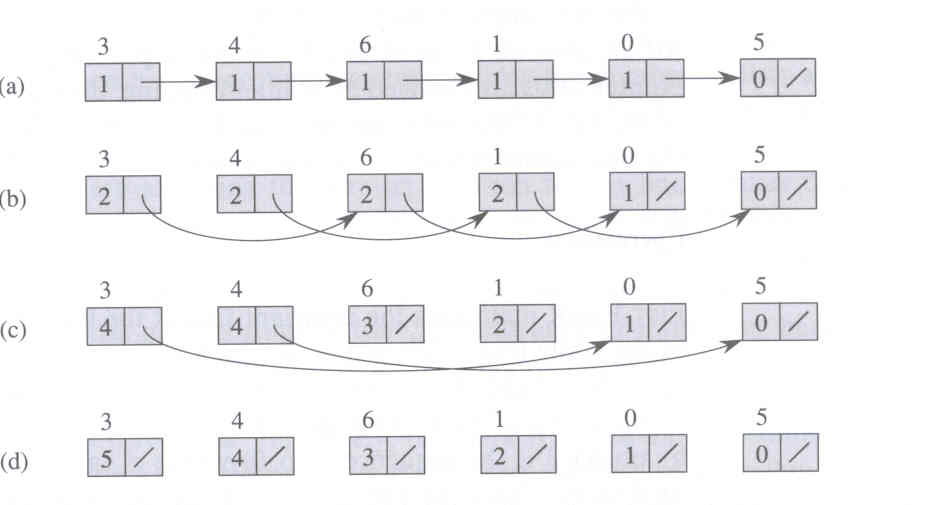 3 4 6 1 0 5
(a) 1 1 1 1 1 0 /
3 4 6 1 0 5
(b) 2 2 2 2 1 / 0 /
3 4 6 1 0 5
(c) 4 4 3 / 2 / 1 / 0 /
3 4 6 1 0 5
(d) 5 / 4 / 3 / 2 / 1 / 0 /